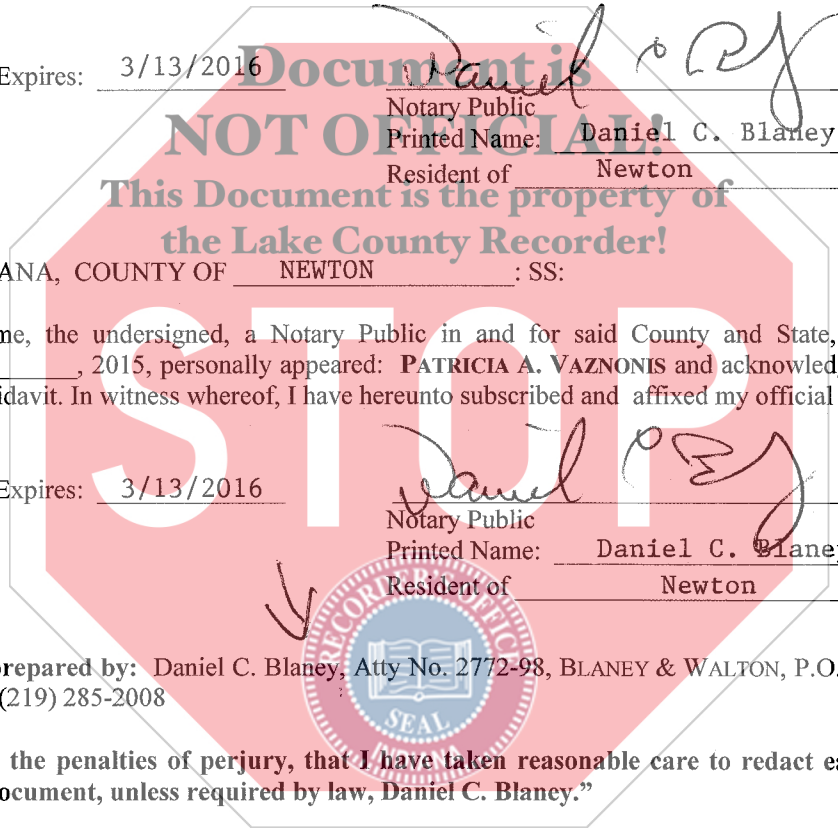 Document is
NOT OFFICIAL!
This Document is the property of
the Lake County Recorder!
STOP
Expires: 3/13/2016
Daniel C Bly
Notary Public
Printed Name: Daniel C. Blaney
Resident of Newton
ANA, COUNTY OF NEWTON : SS:
me, the undersigned, a Notary Public in and for said County and State,
, 2015, personally appeared: PATRICIA A. VAZNONIS and acknowled
idavit. In witness whereof, I have hereunto subscribed and affixed my official
Expires: 3/13/2016
Daniel
Notary Public
Printed Name: Daniel C. Blaney
Resident of Newton
RECORDER'S OFFICE
SEAL
INDIANA
prepared by: Daniel C. Blaney, Atty No. 2772-98, BLANEY & WALTON, P.O.
(219) 285-2008
the penalties of perjury, that I have taken reasonable care to redact ea
ocument, unless required by law, Daniel C. Blaney.”